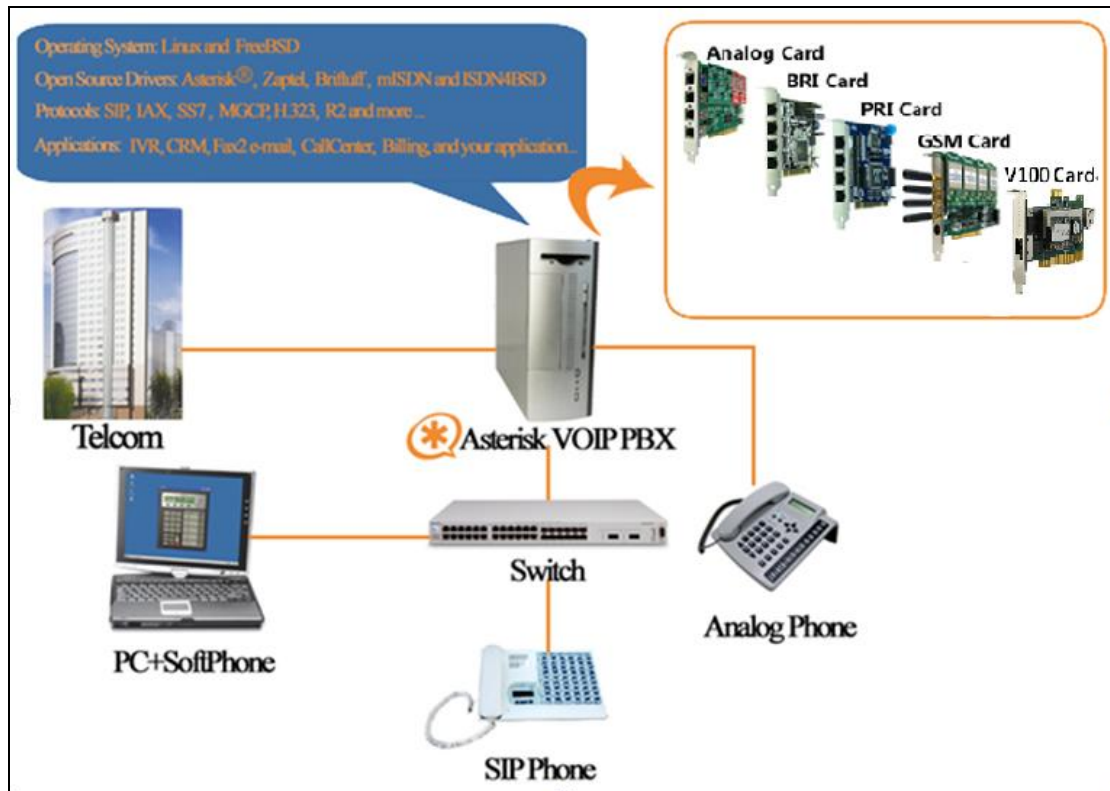 Operating System: Linux and FreeBSD
Open Source Drivers: Asterisk®, Zaptel, Brifluff, mISDN and ISDN4BSD
Protocols: SIP, IAX, SS7, MGCP, H.323, R2 and more ...
Applications: IVR, CRM, Fax2 e-mail, CallCenter, Billing, and your application...
Analog Card
BRI Card
PRI Card
GSM Card
V100 Card
Telcom
Asterisk VOIP PBX
Switch
Analog Phone
PC+SoftPhone
SIP Phone